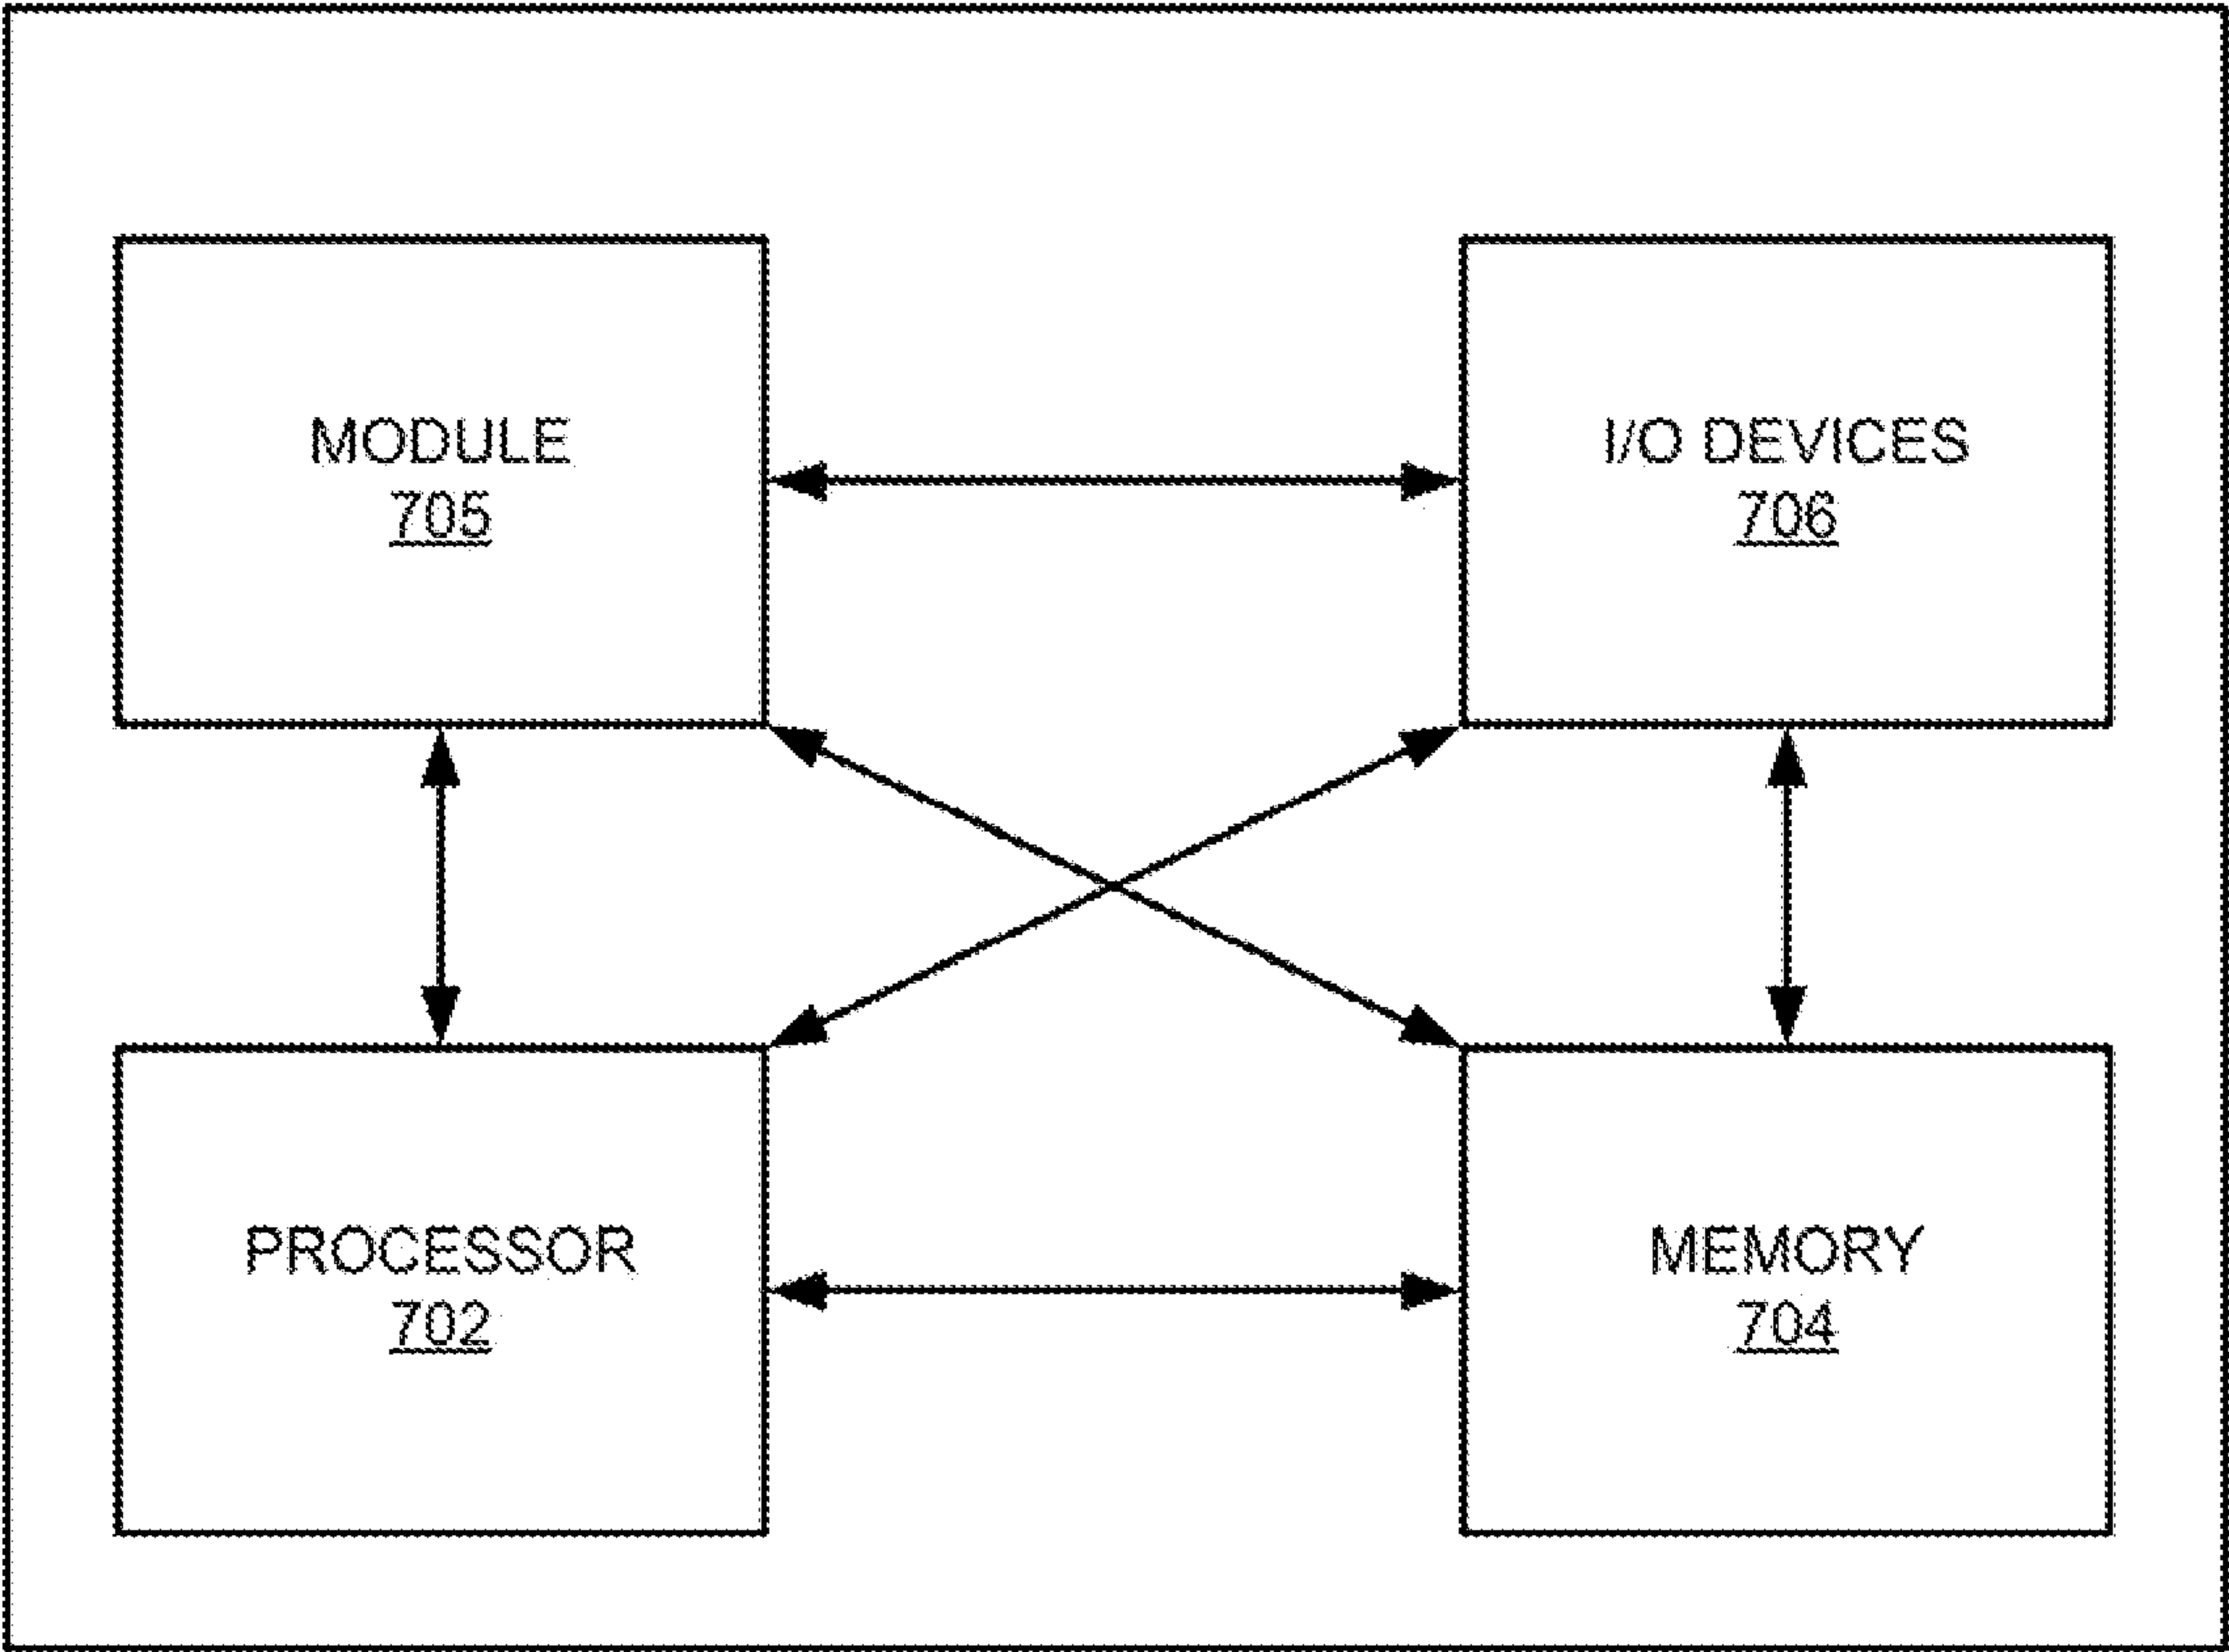 MODULE
705
I/O DEVICES
706
PROCESSOR
702
MEMORY
704